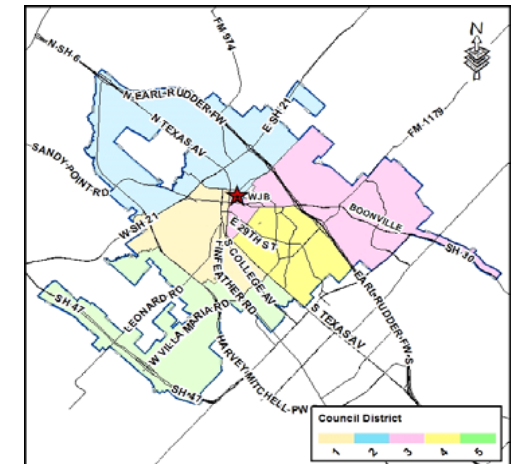 N
FM 974
N-SH-6
N-EARL-RUDDER-FW
E SH-21
N TEXAS AV
FM-1179
SANDY-POINT-RD
WJB
W-SH 21
BOONVILLE
E 29TH ST
SH-30
S COLLEGE AV
FINFEATHER RD
EARL-RUDDER-FW-S
LEONARD RD
SH-47
W VILLA MARIA-RD
S TEXAS AV
HARVEY-MITCHELL-PW
SH-47
Council District
1 2 3 4 5